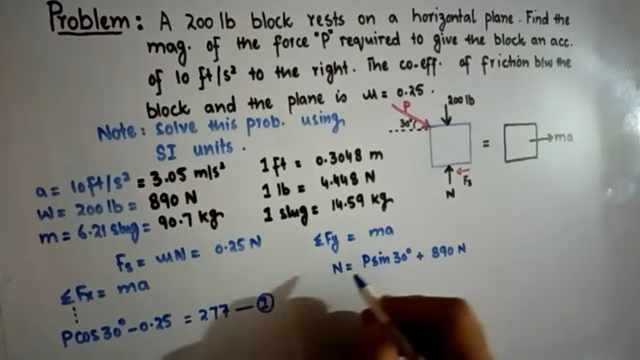 Problem: A 200 lb block rests on a horizontal plane. Find the
mag. of the force "P" required to give the block an acc.
of 10 ft/s² to the right. The co-eff. of friction b/w the
block and the plane is u = 0.25.
Note: Solve this prob. using
SI units.
P
200 lb
30°
= ma
N
Fs
a = 10 ft/s² = 3.05 m/s²
W = 200 lb = 890 N
m = 6.21 slug = 90.7 kg
1 ft = 0.3048 m
1 lb = 4.448 N
1 slug = 14.59 kg
Fs = uN = 0.25 N
ΣFx = ma
⋮
Pcos30° - 0.25 = 277 — ①
ΣFy = ma
N = Psin30° + 890 N